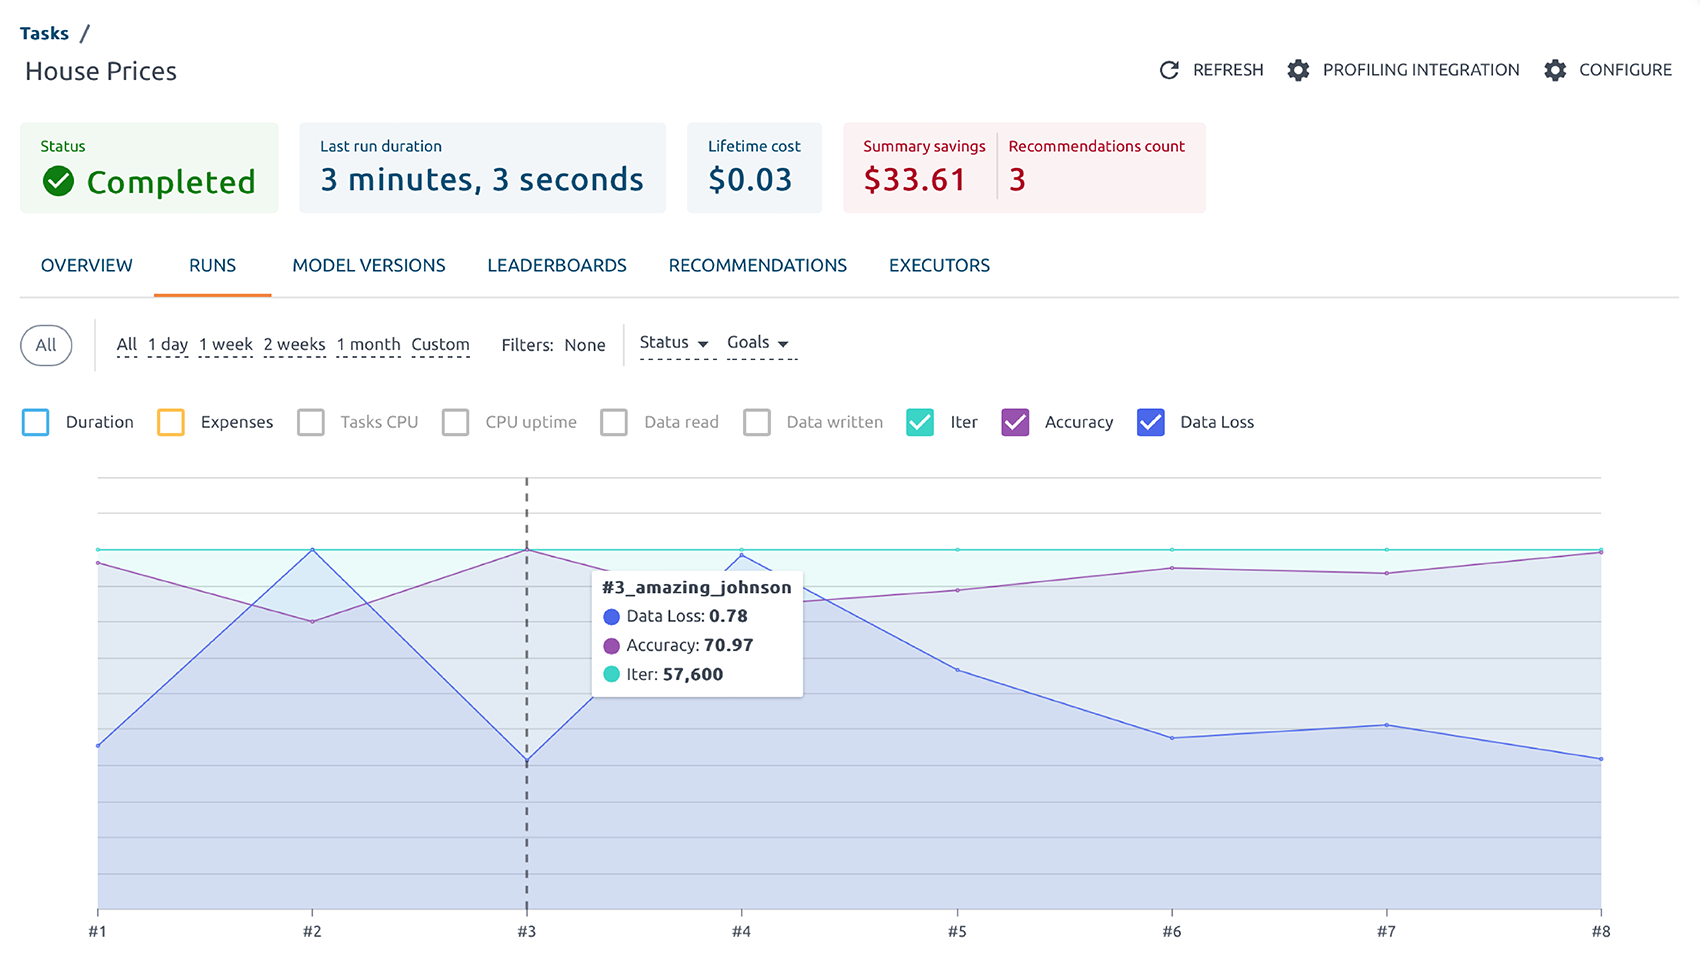 Tasks /
House Prices
REFRESH PROFILING INTEGRATION CONFIGURE
Status
Completed
Last run duration
3 minutes, 3 seconds
Lifetime cost
$0.03
Summary savings
$33.61
Recommendations count
3
OVERVIEW RUNS MODEL VERSIONS LEADERBOARDS RECOMMENDATIONS EXECUTORS
All All 1 day 1 week 2 weeks 1 month Custom Filters: None Status Goals
Duration Expenses Tasks CPU CPU uptime Data read Data written Iter Accuracy Data Loss
#3_amazing_johnson
Data Loss: 0.78
Accuracy: 70.97
Iter: 57,600
#1 #2 #3 #4 #5 #6 #7 #8